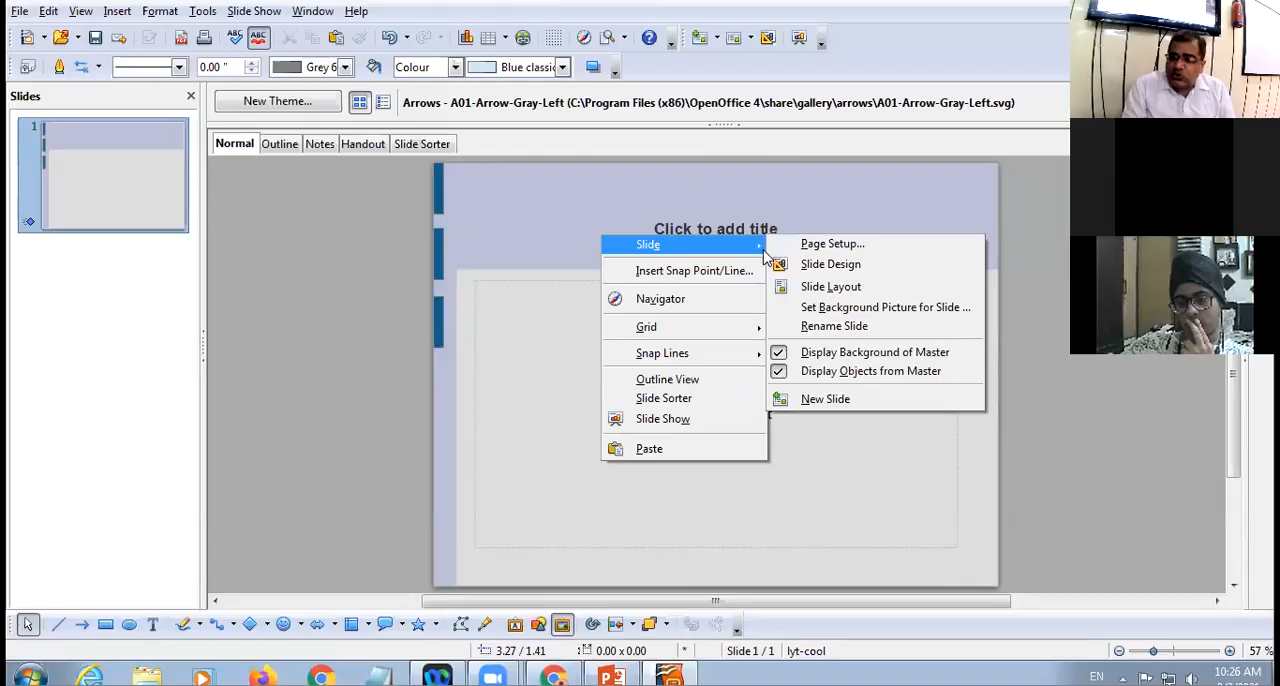 File Edit View Insert Format Tools Slide Show Window Help
ABC ABC
0.00 " Grey 6 Colour Blue classic
Slides
New Theme... Arrows - A01-Arrow-Gray-Left (C:\Program Files (x86)\OpenOffice 4\share\gallery\arrows\A01-Arrow-Gray-Left.svg)
Normal Outline Notes Handout Slide Sorter
1
Click to add title
Slide
Insert Snap Point/Line...
Navigator
Grid
Snap Lines
Outline View
Slide Sorter
Slide Show
Paste
Page Setup...
Slide Design
Slide Layout
Set Background Picture for Slide ...
Rename Slide
Display Background of Master
Display Objects from Master
New Slide
3.27 / 1.41 0.00 x 0.00 * Slide 1 / 1 lyt-cool 57 %
EN 10:26 AM